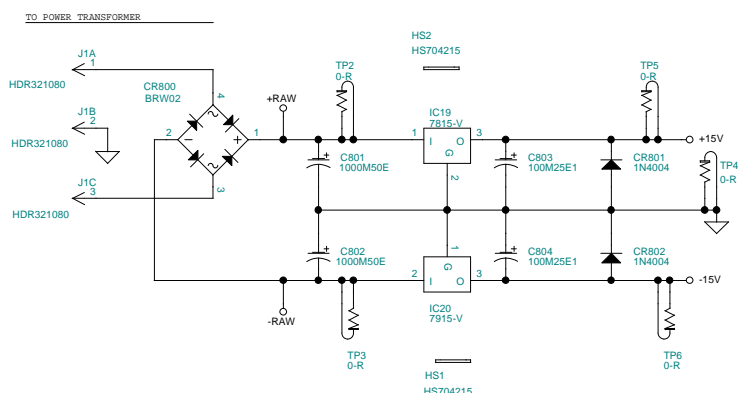 TO POWER TRANSFORMER
HS2
HS704215
J1A
1
HDR321080
CR800
BRW02
4
+RAW
TP2
0-R
IC19
7815-V
TP5
0-R
J1B
2
HDR321080
2
1
1
I
O
G
3
+15V
2
C801
1000M50E
C803
100M25E1
CR801
1N4004
TP4
0-R
J1C
3
HDR321080
3
C802
1000M50E
1
C804
100M25E1
CR802
1N4004
2
I
G
O
3
-15V
-RAW
IC20
7915-V
TP3
0-R
TP6
0-R
HS1
HS704215